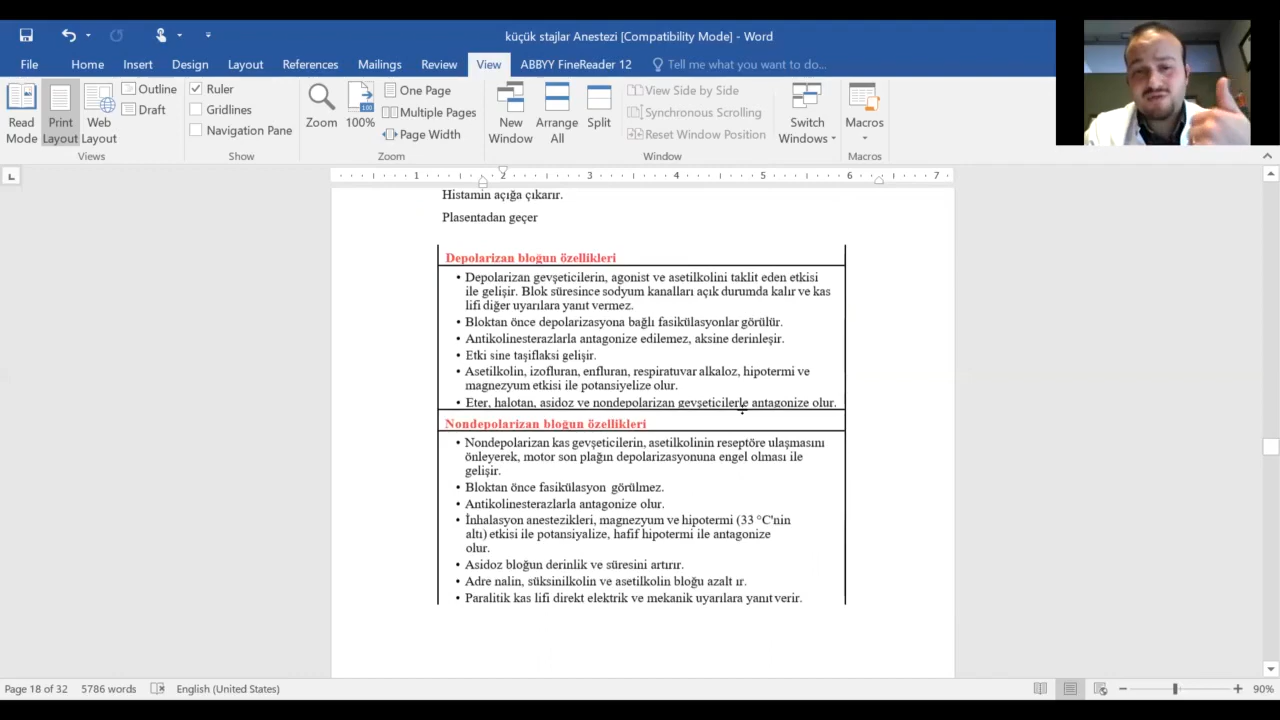 küçük stajlar Anestezi [Compatibility Mode] - Word
File Home Insert Design Layout References Mailings Review View ABBYY FineReader 12 Tell me what you want to do...
Read Mode
Print Layout
Web Layout
Outline
Draft
Views
Ruler
Gridlines
Navigation Pane
Show
Zoom
100%
One Page
Multiple Pages
Page Width
Zoom
New Window
Arrange All
Split
View Side by Side
Synchronous Scrolling
Reset Window Position
Window
Switch Windows
Macros
Macros
L
1 2 3 4 5 6 7
Histamin açığa çıkarır.
Plasentadan geçer
Depolarizan bloğun özellikleri
• Depolarizan gevşeticilerin, agonist ve asetilkolini taklit eden etkisi
ile gelişir. Blok süresince sodyum kanalları açık durumda kalır ve kas
lifi diğer uyarılara yanıt vermez.
• Bloktan önce depolarizasyona bağlı fasikülasyonlar görülür.
• Antikolinesterazlarla antagonize edilemez, aksine derinleşir.
• Etki sine taşiflaksi gelişir.
• Asetilkolin, izofluran, enfluran, respiratuvar alkaloz, hipotermi ve
magnezyum etkisi ile potansiyelize olur.
• Eter, halotan, asidoz ve nondepolarizan gevşeticilerle antagonize olur.
Nondepolarizan bloğun özellikleri
• Nondepolarizan kas gevşeticilerin, asetilkolinin reseptöre ulaşmasını
önleyerek, motor son plağın depolarizasyonuna engel olması ile
gelişir.
• Bloktan önce fasikülasyon görülmez.
• Antikolinesterazlarla antagonize olur.
• İnhalasyon anestezikleri, magnezyum ve hipotermi (33 °C'nin
altı) etkisi ile potansiyalize, hafif hipotermi ile antagonize
olur.
• Asidoz bloğun derinlik ve süresini artırır.
• Adre nalin, süksinilkolin ve asetilkolin bloğu azalt ır.
• Paralitik kas lifi direkt elektrik ve mekanik uyarılara yanıt verir.
Page 18 of 32 5786 words English (United States) 90%